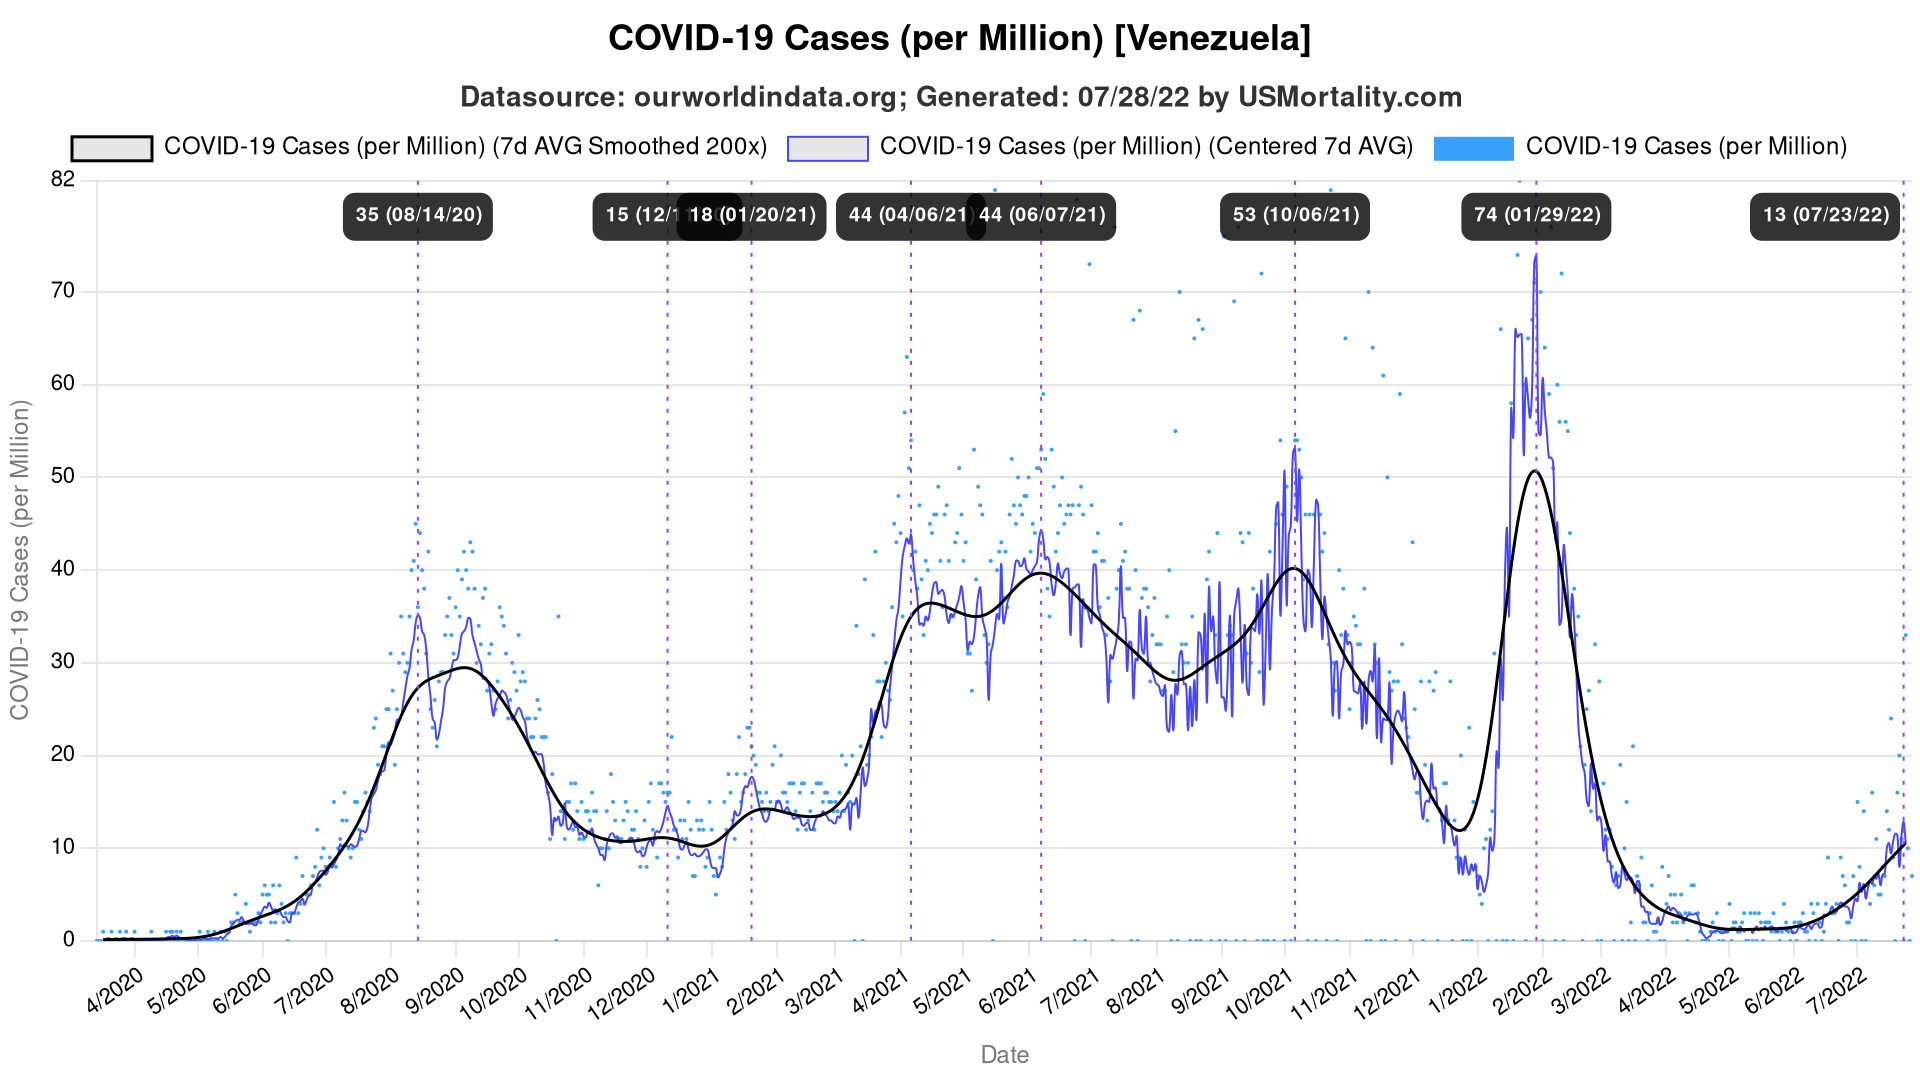 COVID-19 Cases (per Million) [Venezuela]
Datasource: ourworldindata.org; Generated: 07/28/22 by USMortality.com
COVID-19 Cases (per Million) (7d AVG Smoothed 200x) COVID-19 Cases (per Million) (Centered 7d AVG) COVID-19 Cases (per Million)
35 (08/14/20) 15 (12/1 18 (01/20/21) 44 (04/06/21) 44 (06/07/21) 53 (10/06/21) 74 (01/29/22) 13 (07/23/22)
COVID-19 Cases (per Million)
82
70
60
50
40
30
20
10
0
4/2020 5/2020 6/2020 7/2020 8/2020 9/2020 10/2020 11/2020 12/2020 1/2021 2/2021 3/2021 4/2021 5/2021 6/2021 7/2021 8/2021 9/2021 10/2021 11/2021 12/2021 1/2022 2/2022 3/2022 4/2022 5/2022 6/2022 7/2022
Date